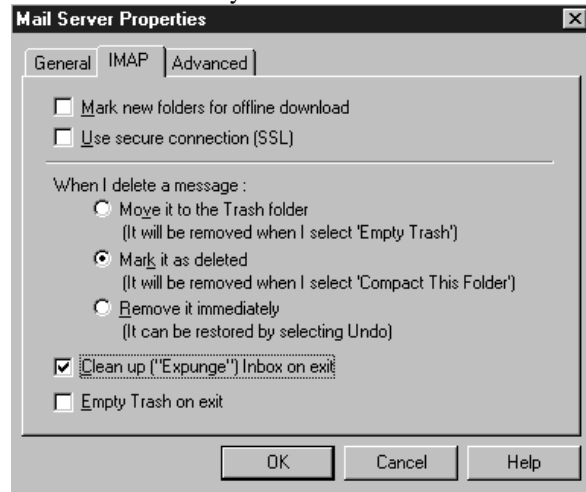 Mail Server Properties
General IMAP Advanced
Mark new folders for offline download
Use secure connection (SSL)
When I delete a message :
Move it to the Trash folder
(It will be removed when I select 'Empty Trash')
Mark it as deleted
(It will be removed when I select 'Compact This Folder')
Remove it immediately
(It can be restored by selecting Undo)
Clean up ("Expunge") Inbox on exit
Empty Trash on exit
OK Cancel Help